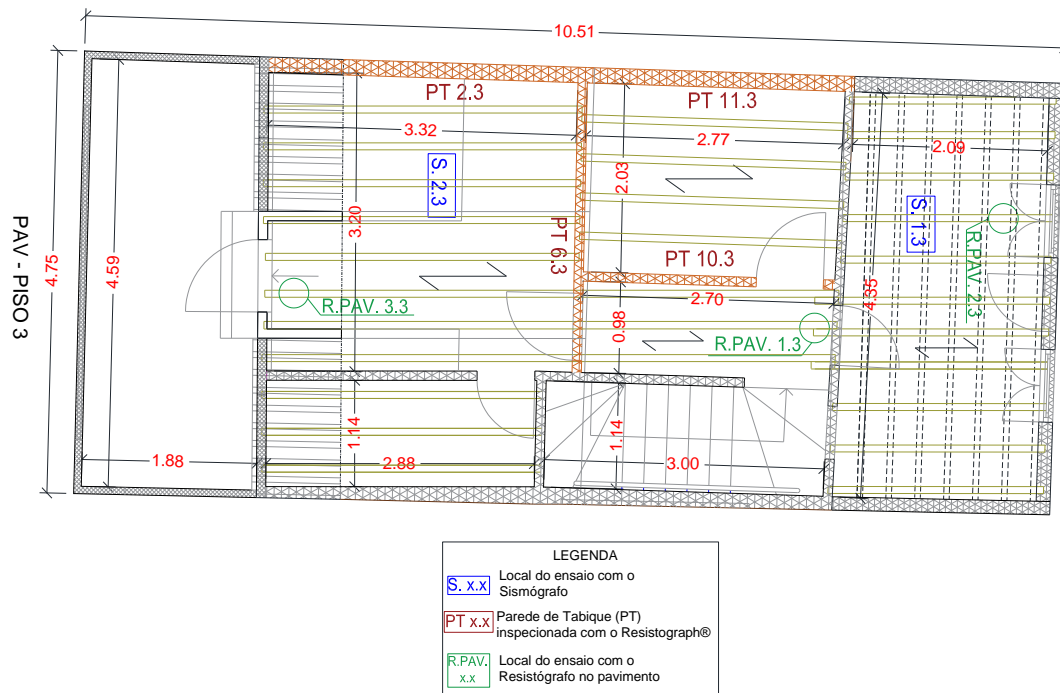 10.51
PAV - PISO 3
4.75
4.59
PT 2.3
3.32
S. 2.3
3.20
PT 6.3
R.PAV. 3.3
PT 11.3
2.77
2.03
PT 10.3
2.70
0.98
R.PAV. 1.3
2.09
S. 1.3
4.35
R.PAV. 2.3
1.88
1.14
2.88
1.14
3.00
LEGENDA
S. x.x
Local do ensaio com o
Sismógrafo
PT x.x
Parede de Tabique (PT)
inspecionada com o Resistograph®
R.PAV.
x.x
Local do ensaio com o
Resistógrafo no pavimento